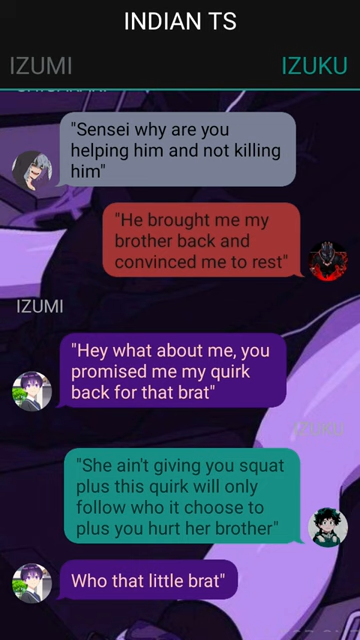 INDIAN TS
IZUMI
IZUKU
"Sensei why are you
helping him and not killing
him"
"He brought me my
brother back and
convinced me to rest"
IZUMI
"Hey what about me, you
promised me my quirk
back for that brat"
IZUKU
"She ain't giving you squat
plus this quirk will only
follow who it choose to
plus you hurt her brother"
Who that little brat"